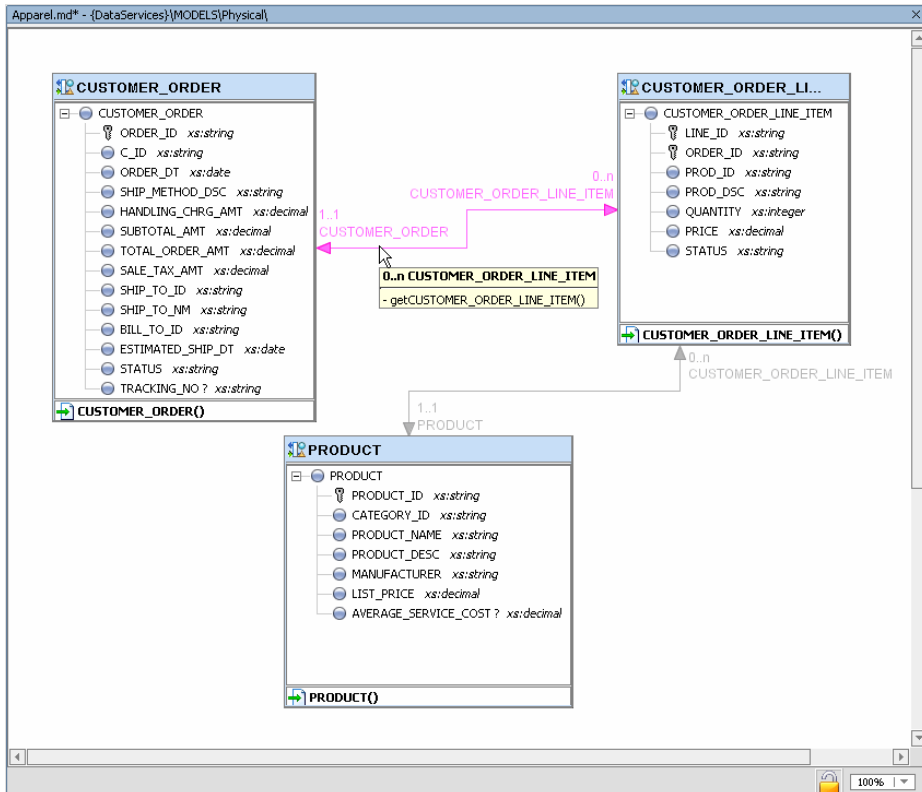 Apparel.md* - {DataServices}\MODELS\Physical\
CUSTOMER_ORDER
CUSTOMER_ORDER
ORDER_ID xs:string
C_ID xs:string
ORDER_DT xs:date
SHIP_METHOD_DSC xs:string
HANDLING_CHRG_AMT xs:decimal
SUBTOTAL_AMT xs:decimal
TOTAL_ORDER_AMT xs:decimal
SALE_TAX_AMT xs:decimal
SHIP_TO_ID xs:string
SHIP_TO_NM xs:string
BILL_TO_ID xs:string
ESTIMATED_SHIP_DT xs:date
STATUS xs:string
TRACKING_NO ? xs:string
CUSTOMER_ORDER()
0..n
CUSTOMER_ORDER_LINE_ITEM
1..1
CUSTOMER_ORDER
0..n CUSTOMER_ORDER_LINE_ITEM
- getCUSTOMER_ORDER_LINE_ITEM()
CUSTOMER_ORDER_LI...
CUSTOMER_ORDER_LINE_ITEM
LINE_ID xs:string
ORDER_ID xs:string
PROD_ID xs:string
PROD_DSC xs:string
QUANTITY xs:integer
PRICE xs:decimal
STATUS xs:string
CUSTOMER_ORDER_LINE_ITEM()
0..n
CUSTOMER_ORDER_LINE_ITEM
1..1
PRODUCT
PRODUCT
PRODUCT
PRODUCT_ID xs:string
CATEGORY_ID xs:string
PRODUCT_NAME xs:string
PRODUCT_DESC xs:string
MANUFACTURER xs:string
LIST_PRICE xs:decimal
AVERAGE_SERVICE_COST ? xs:decimal
PRODUCT()
100%